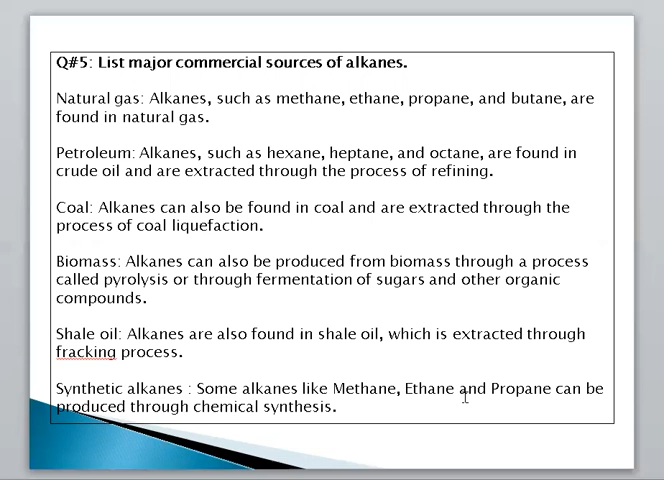 Q#5: List major commercial sources of alkanes.
Natural gas: Alkanes, such as methane, ethane, propane, and butane, are
found in natural gas.
Petroleum: Alkanes, such as hexane, heptane, and octane, are found in
crude oil and are extracted through the process of refining.
Coal: Alkanes can also be found in coal and are extracted through the
process of coal liquefaction.
Biomass: Alkanes can also be produced from biomass through a process
called pyrolysis or through fermentation of sugars and other organic
compounds.
Shale oil: Alkanes are also found in shale oil, which is extracted through
fracking process.
Synthetic alkanes : Some alkanes like Methane, Ethane and Propane can be
produced through chemical synthesis.